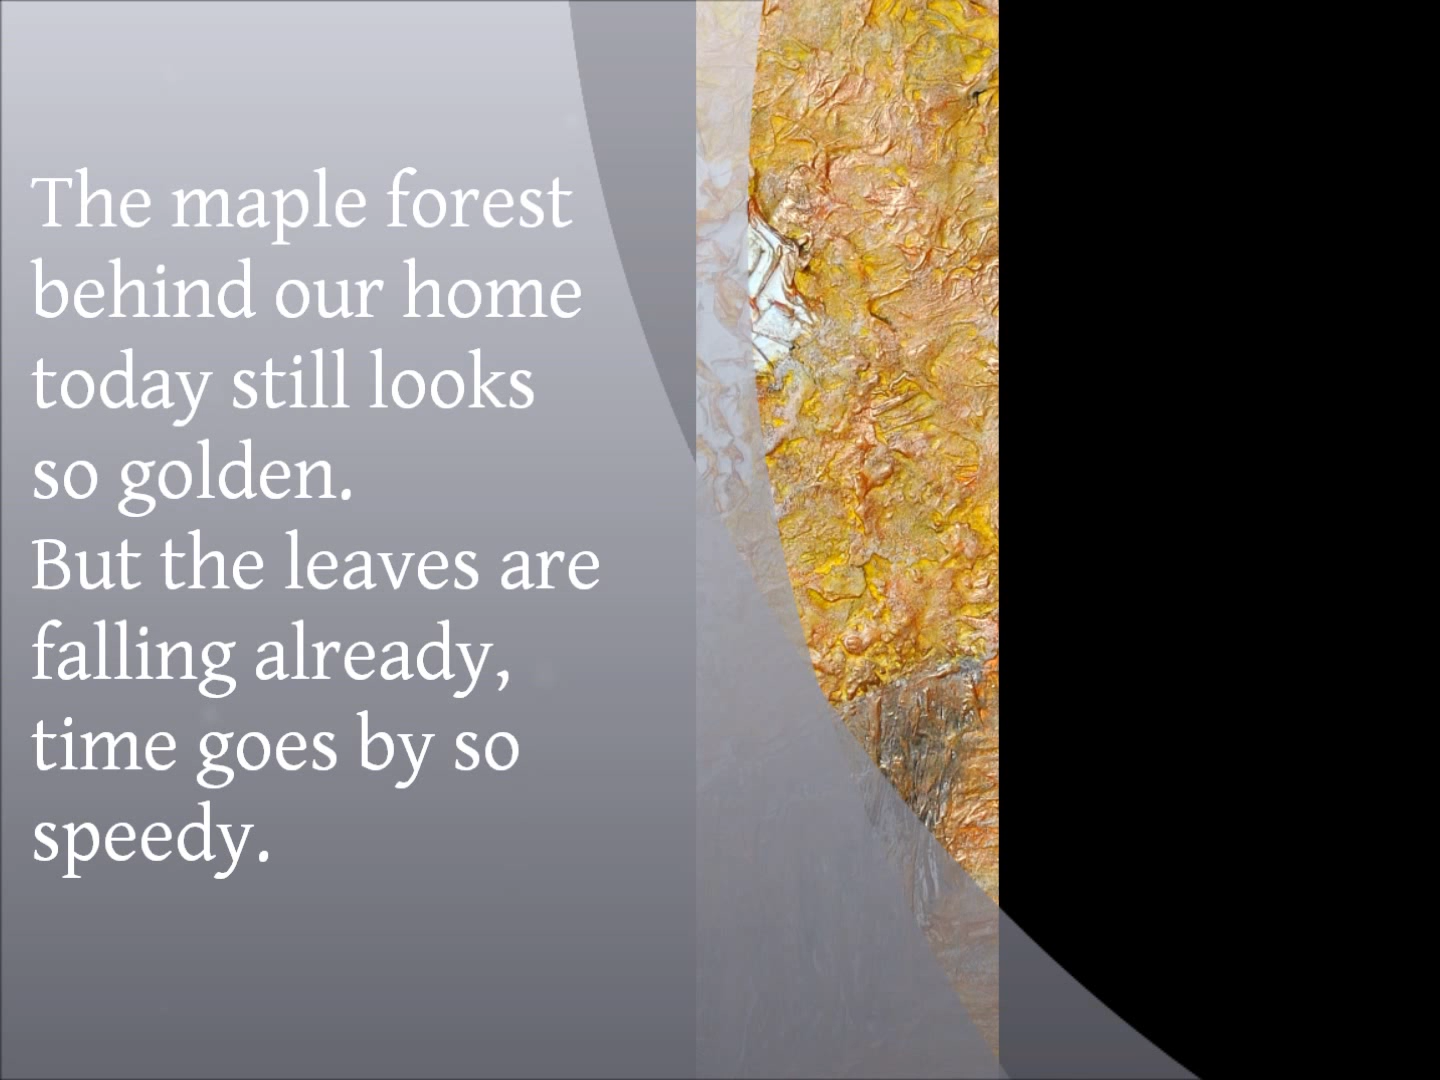 The maple forest
behind our home
today still looks
so golden.
But the leaves are
falling already,
time goes by so
speedy.